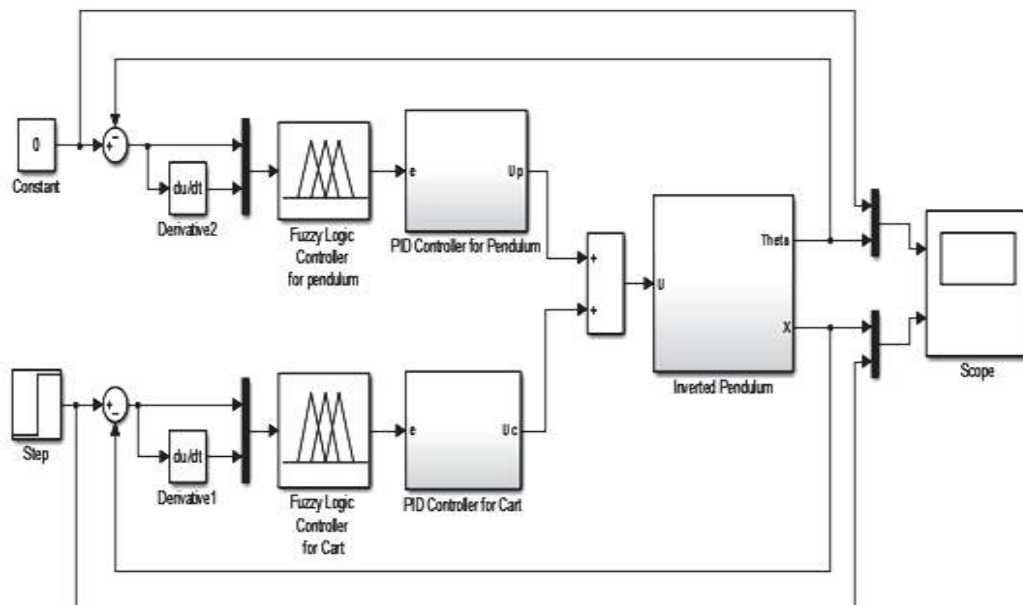 0
Constant
+
-
du/dt
Derivative2
Fuzzy Logic
Controller
for pendulum
e
Up
PID Controller for Pendulum
+
+
U
Theta
X
Inverted Pendulum
Scope
Step
+
-
du/dt
Derivative1
Fuzzy Logic
Controller
for Cart
e
Uc
PID Controller for Cart